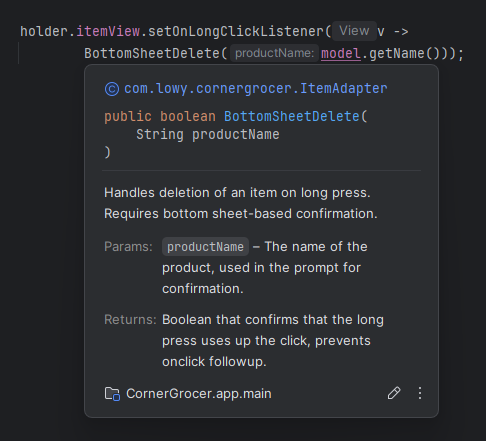 holder.itemView.setOnLongClickListener( View v ->
BottomSheetDelete( productName: model.getName()));
com.lowy.cornergrocer.ItemAdapter
public boolean BottomSheetDelete(
String productName
)
Handles deletion of an item on long press.
Requires bottom sheet-based confirmation.
Params: productName – The name of the
product, used in the prompt for
confirmation.
Returns: Boolean that confirms that the long
press uses up the click, prevents
onclick followup.
CornerGrocer.app.main